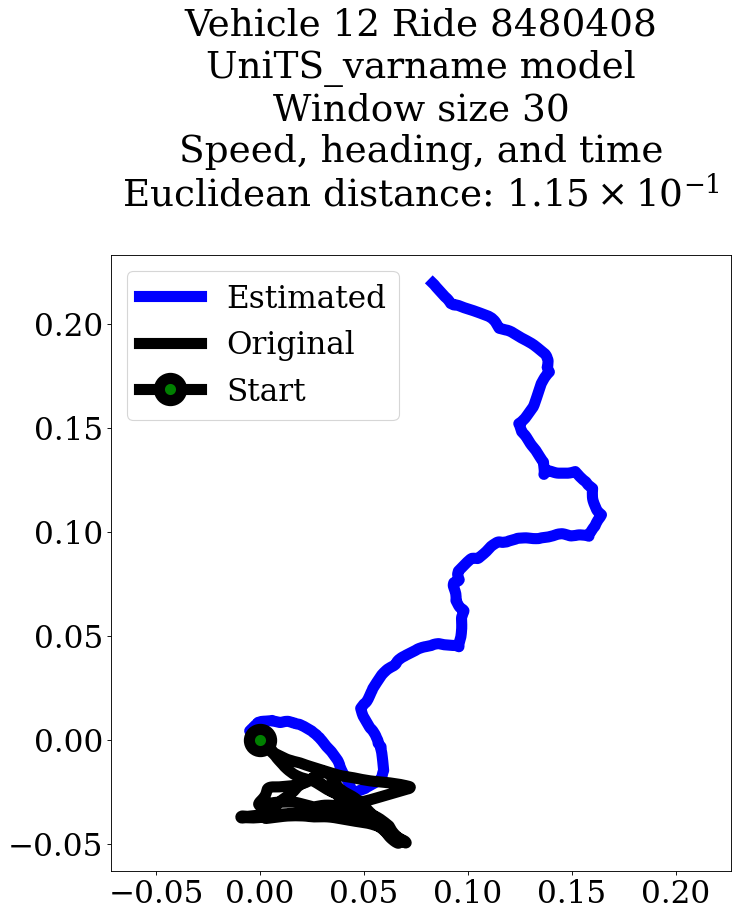 Vehicle 12 Ride 8480408
UniTS_varname model
Window size 30
Speed, heading, and time
Euclidean distance: 1.15 × 10⁻¹
Estimated
Original
Start
0.20
0.15
0.10
0.05
0.00
−0.05
−0.05 0.00 0.05 0.10 0.15 0.20